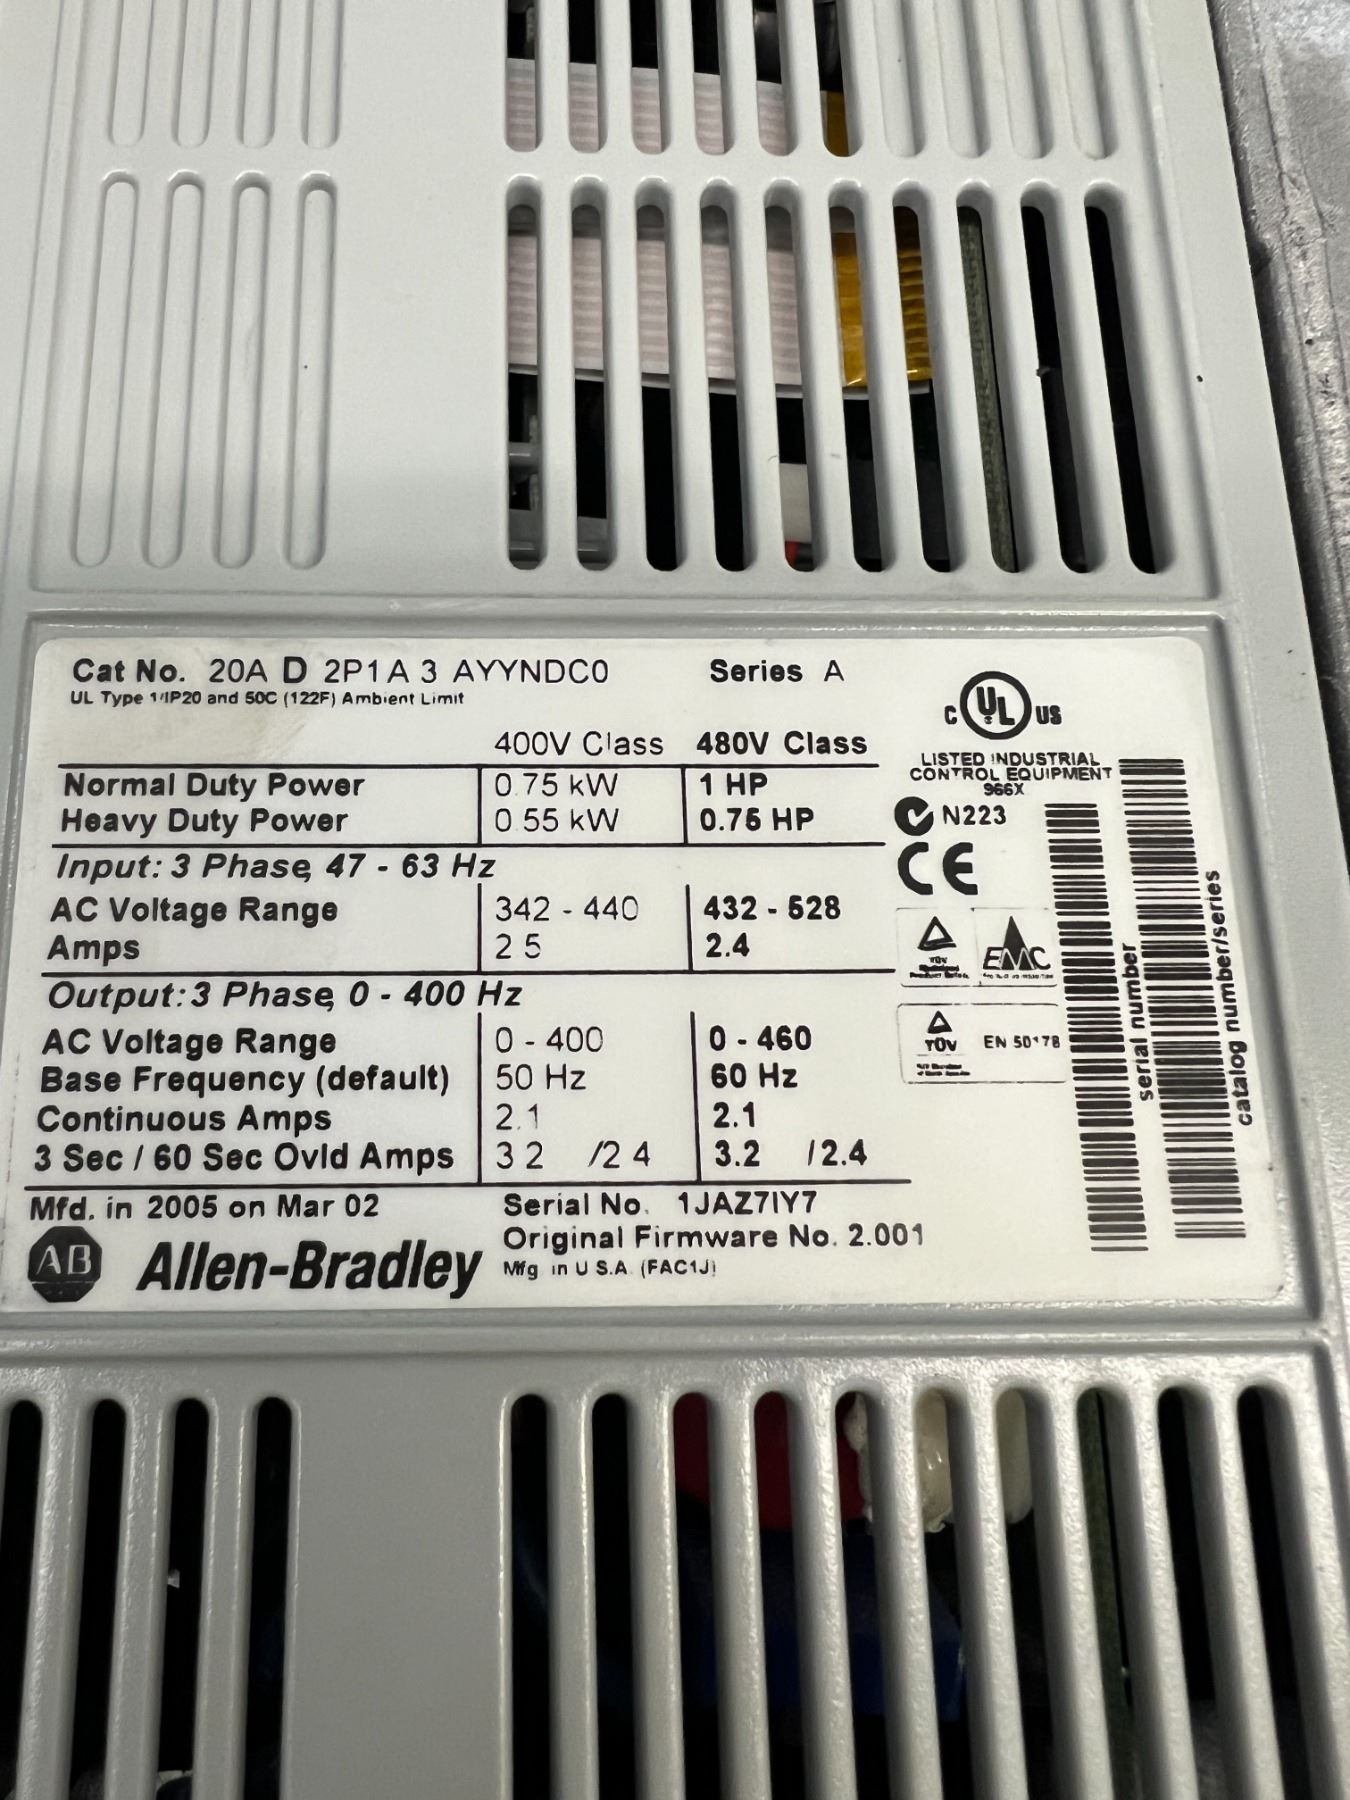 Cat No. 20A D 2P1A 3 AYYNDC0 Series A
UL Type 1/IP20 and 50C (122F) Ambient Limit
400V Class 480V Class
Normal Duty Power 0.75 kW 1 HP
Heavy Duty Power 0.55 kW 0.75 HP
Input: 3 Phase, 47 - 63 Hz
AC Voltage Range 342 - 440 432 - 528
Amps 2.5 2.4
Output: 3 Phase, 0 - 400 Hz
AC Voltage Range 0 - 400 0 - 460
Base Frequency (default) 50 Hz 60 Hz
Continuous Amps 2.1 2.1
3 Sec / 60 Sec Ovld Amps 3.2 /2.4 3.2 /2.4
Mfd. in 2005 on Mar 02 Serial No. 1JAZ7IY7
Original Firmware No. 2.001
AB Allen-Bradley Mfg in U.S.A. (FAC1J)
C UL US
LISTED INDUSTRIAL
CONTROL EQUIPMENT
966X
N223
CE
TÜV
EMC
TÜV EN 50178
serial number
catalog number/series